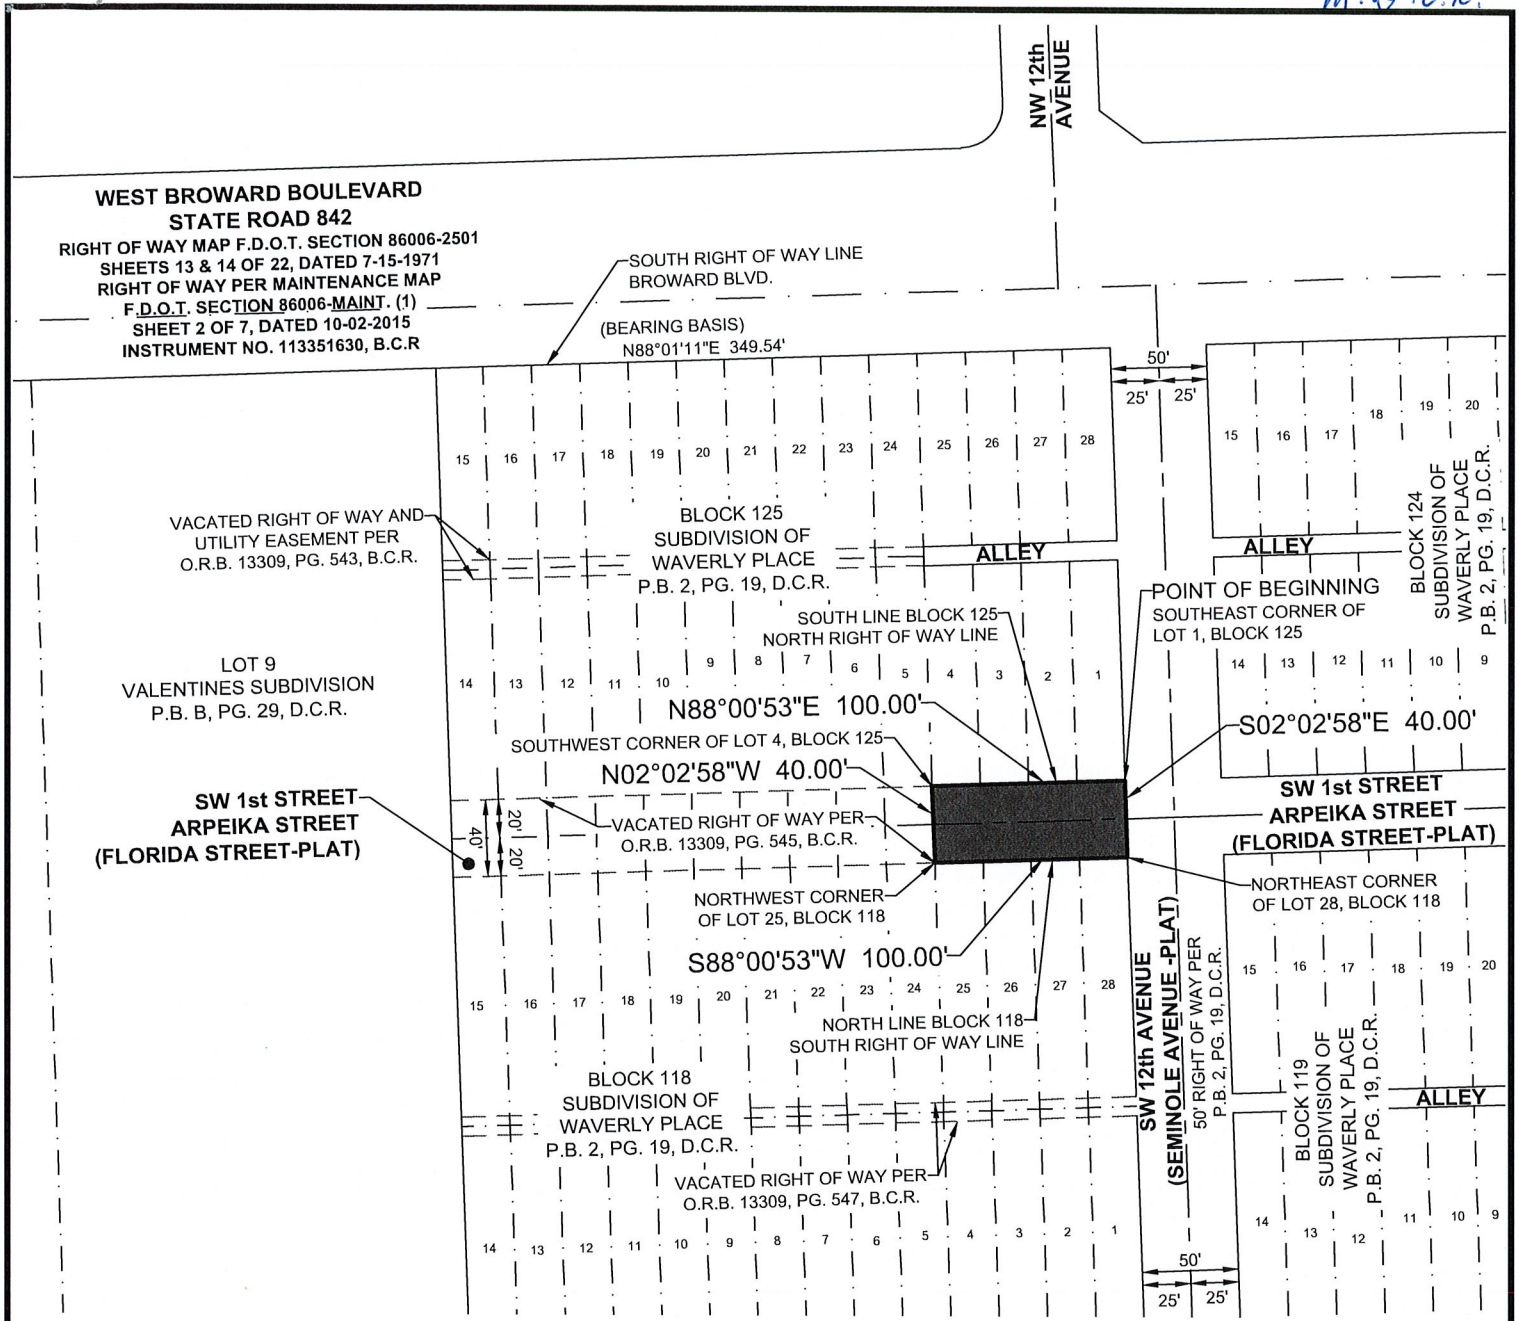 NW 12th
AVENUE
WEST BROWARD BOULEVARD
STATE ROAD 842
RIGHT OF WAY MAP F.D.O.T. SECTION 86006-2501
SHEETS 13 & 14 OF 22, DATED 7-15-1971
RIGHT OF WAY PER MAINTENANCE MAP
F.D.O.T. SECTION 86006-MAINT. (1)
SHEET 2 OF 7, DATED 10-02-2015
INSTRUMENT NO. 113351630, B.C.R
SOUTH RIGHT OF WAY LINE
BROWARD BLVD.
(BEARING BASIS)
N88°01'11"E 349.54'
50'
25' 25'
15 16 17 18 19 20 21 22 23 24 25 26 27 28
15 16 17 18 19 20
VACATED RIGHT OF WAY AND
UTILITY EASEMENT PER
O.R.B. 13309, PG. 543, B.C.R.
BLOCK 125
SUBDIVISION OF
WAVERLY PLACE
P.B. 2, PG. 19, D.C.R.
ALLEY
ALLEY
BLOCK 124
SUBDIVISION OF
WAVERLY PLACE
P.B. 2, PG. 19, D.C.R.
POINT OF BEGINNING
SOUTHEAST CORNER OF
LOT 1, BLOCK 125
SOUTH LINE BLOCK 125
NORTH RIGHT OF WAY LINE
LOT 9
VALENTINES SUBDIVISION
P.B. B, PG. 29, D.C.R.
14 13 12 11 10 9 8 7 6 5 4 3 2 1
14 13 12 11 10 9
N88°00'53"E 100.00'
S02°02'58"E 40.00'
SOUTHWEST CORNER OF LOT 4, BLOCK 125
N02°02'58"W 40.00'
SW 1st STREET
ARPEIKA STREET
(FLORIDA STREET-PLAT)
40'
20'
20'
VACATED RIGHT OF WAY PER
O.R.B. 13309, PG. 545, B.C.R.
SW 1st STREET
ARPEIKA STREET
(FLORIDA STREET-PLAT)
NORTHWEST CORNER
OF LOT 25, BLOCK 118
NORTHEAST CORNER
OF LOT 28, BLOCK 118
S88°00'53"W 100.00'
15 16 17 18 19 20 21 22 23 24 25 26 27 28
15 16 17 18 19 20
NORTH LINE BLOCK 118
SOUTH RIGHT OF WAY LINE
SW 12th AVENUE
(SEMINOLE AVENUE -PLAT)
50' RIGHT OF WAY PER
P.B. 2, PG. 19, D.C.R.
BLOCK 118
SUBDIVISION OF
WAVERLY PLACE
P.B. 2, PG. 19, D.C.R.
BLOCK 119
SUBDIVISION OF
WAVERLY PLACE
P.B. 2, PG. 19, D.C.R.
ALLEY
VACATED RIGHT OF WAY PER
O.R.B. 13309, PG. 547, B.C.R.
14 13 12 11 10 9 8 7 6 5 4 3 2 1
14 13 12 11 10 9
50'
25' 25'